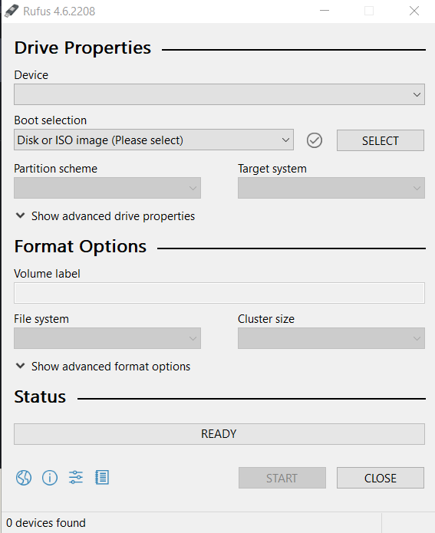 Rufus 4.6.2208
Drive Properties
Device
Boot selection
Disk or ISO image (Please select)
SELECT
Partition scheme
Target system
Show advanced drive properties
Format Options
Volume label
File system
Cluster size
Show advanced format options
Status
READY
START
CLOSE
0 devices found